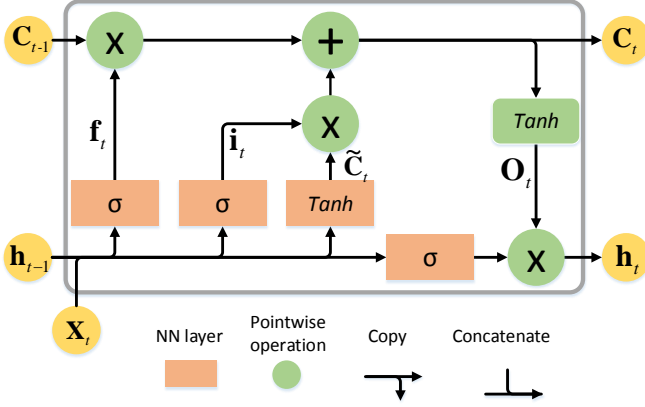 C_{t-1} × + C_t
f_t i_t × Tanh
C̃_t O_t
σ σ Tanh
h_{t-1} σ × h_t
X_t
NN layer Pointwise operation Copy Concatenate